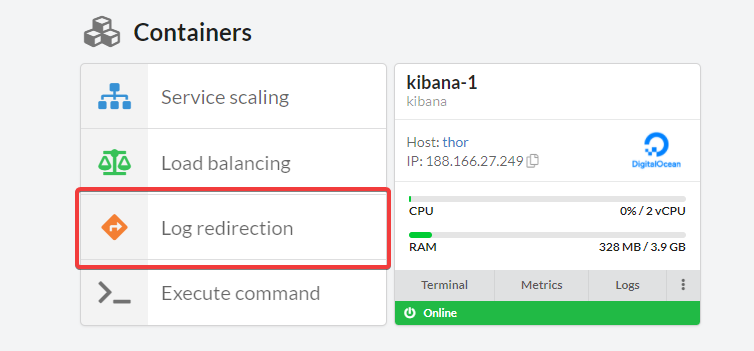 Containers
Service scaling
Load balancing
Log redirection
Execute command
kibana-1
kibana
Host: thor
IP: 188.166.27.249
DigitalOcean
CPU 0% / 2 vCPU
RAM 328 MB / 3.9 GB
Terminal Metrics Logs
Online